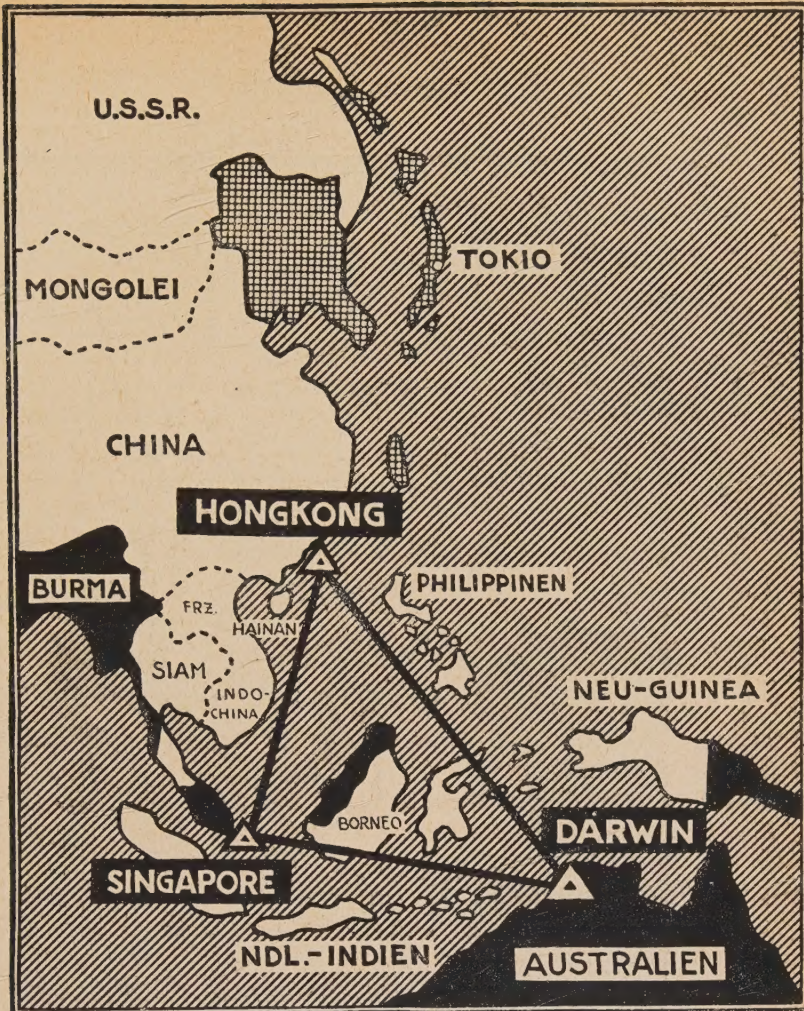 U.S.S.R.
TOKIO
MONGOLEI
CHINA
HONGKONG
BURMA
FRZ.
HAINAN
PHILIPPINEN
SIAM
INDO-
CHINA
NEU-GUINEA
BORNEO
DARWIN
SINGAPORE
NDL.-INDIEN
AUSTRALIEN